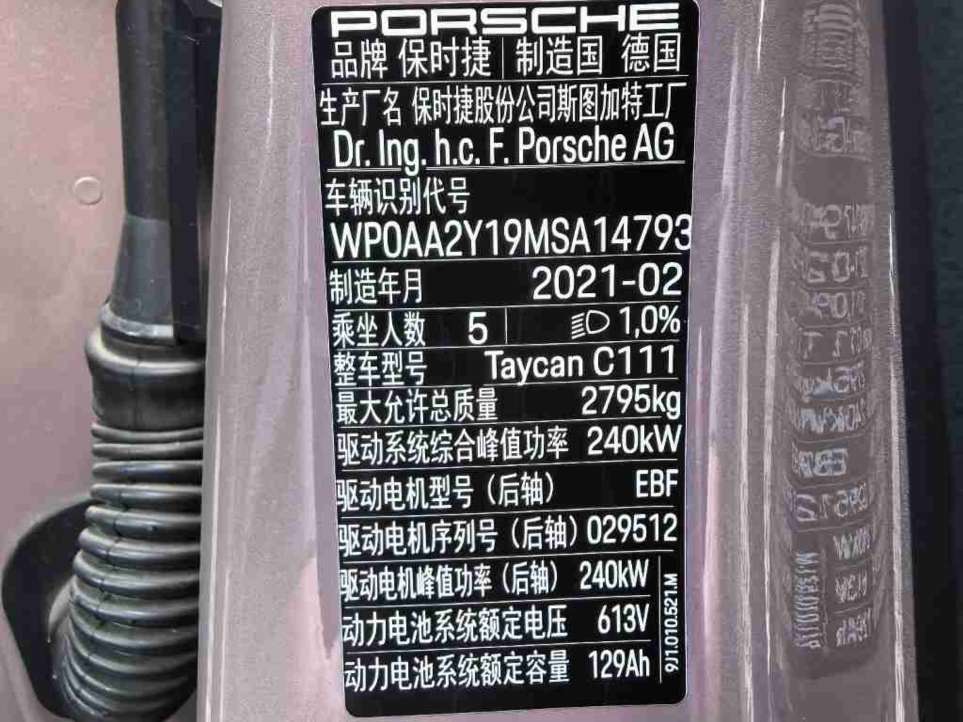 PORSCHE
品牌 保时捷 制造国 德国
生产厂名 保时捷股份公司斯图加特工厂
Dr. Ing. h.c. F. Porsche AG
车辆识别代号
WP0AA2Y19MSA14793
制造年月 2021-02
乘坐人数 5 1,0%
整车型号 Taycan C111
最大允许总质量 2795kg
驱动系统综合峰值功率 240kW
驱动电机型号（后轴） EBF
驱动电机序列号（后轴）029512
驱动电机峰值功率（后轴） 240kW
动力电池系统额定电压 613V
动力电池系统额定容量 129Ah
9J1.010.521.M